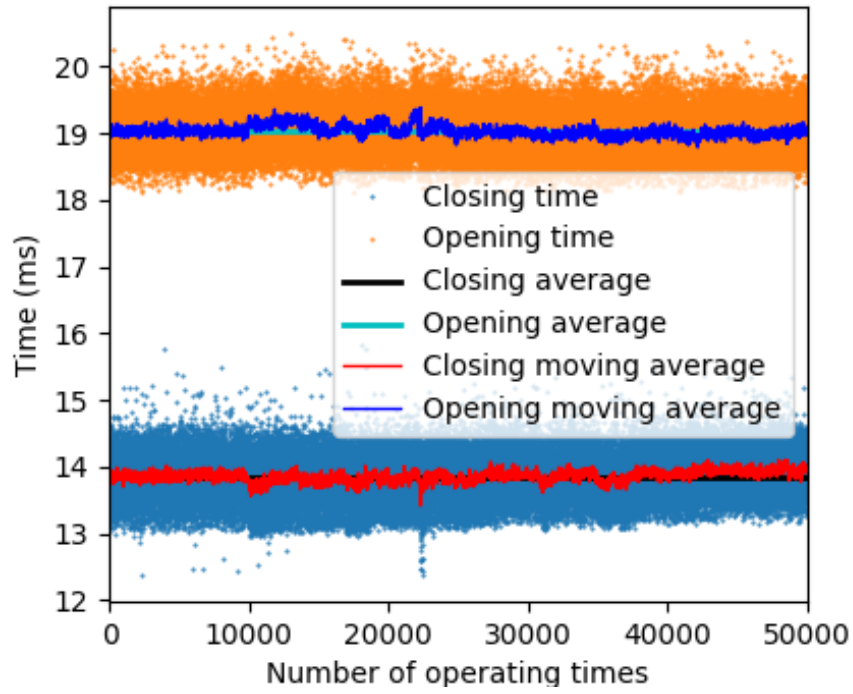 20
19
18
17
16
15
14
13
12
Time (ms)
Closing time
Opening time
Closing average
Opening average
Closing moving average
Opening moving average
0 10000 20000 30000 40000 50000
Number of operating times